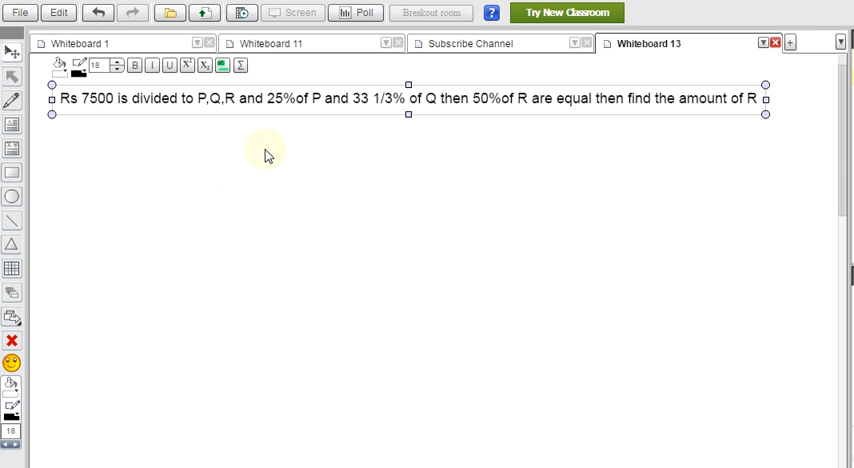 File Edit Screen Poll Breakout room ? Try New Classroom
Whiteboard 1 Whiteboard 11 Subscribe Channel Whiteboard 13
18 B I U X² X₂ Σ
Rs 7500 is divided to P,Q,R and 25%of P and 33 1/3% of Q then 50%of R are equal then find the amount of R
18